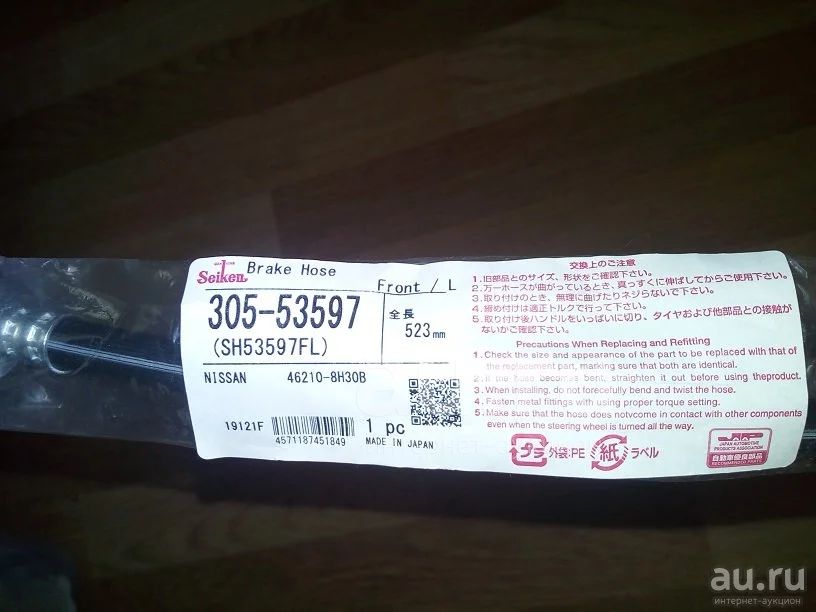 Seiken
Brake Hose
Front / L
305-53597
(SH53597FL)
全長
523mm
NISSAN 46210-8H30B
19121F
4571187451849
1 pc
MADE IN JAPAN
交換上のご注意
1.旧部品とのサイズ、形状をご確認下さい。
2.万一ホースが曲がっているとき、真っすぐに伸ばしてからご使用下さい。
3.取り付けのとき、無理に曲げたりネジらないで下さい。
4.締め付けは適正トルクで行って下さい。
5.取り付け後ハンドルをいっぱいに切り、タイヤおよび他部品との接触が
ないかご確認下さい。
Precautions When Replacing and Refitting
1.Check the size and appearance of the part to be replaced with that of
the replacement part, marking sure that both are identical.
2.If the hose becomes bent, straighten it out before using theproduct.
3.When installing, do not forecefully bend and twist the hose.
4.Fasten metal fittings with using proper torque setting.
5.Make sure that the hose does notvcome in contact with other components
even when the steering wheel is turned all the way.
プラ
外袋:PE
紙
ラベル
JAPAN AUTOMOTIVE
PRODUCTS ASSOCIATION
自動車優良部品
RECOMMENDED PARTS
au.ru
интернет-аукцион